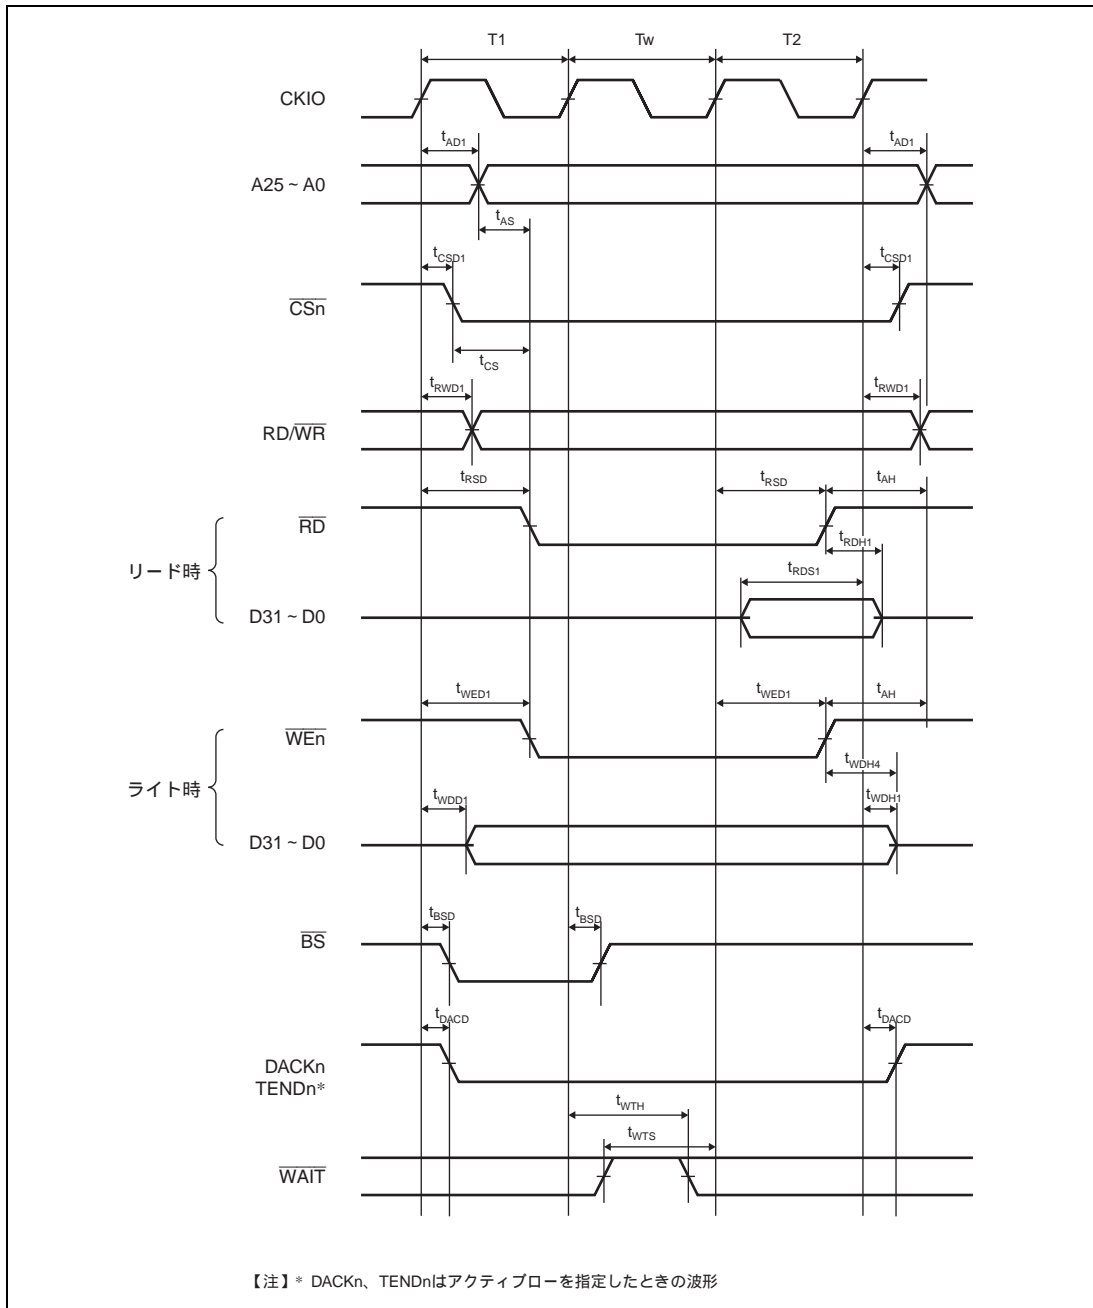 T1 Tw T2
CKIO
tAD1 tAD1
A25 ~ A0
tAS
tCSD1 tCSD1
CSn
tCS
tRWD1 tRWD1
RD/WR
tRSD tRSD tAH
RD
tRDH1
リード時
tRDS1
D31 ~ D0
tWED1 tWED1 tAH
WEn
tWDH4
ライト時
tWDD1 tWDH1
D31 ~ D0
tBSD tBSD
BS
tDACD tDACD
DACKn
TENDn*
tWTH
tWTS
WAIT
【注】* DACKn、TENDnはアクティブローを指定したときの波形